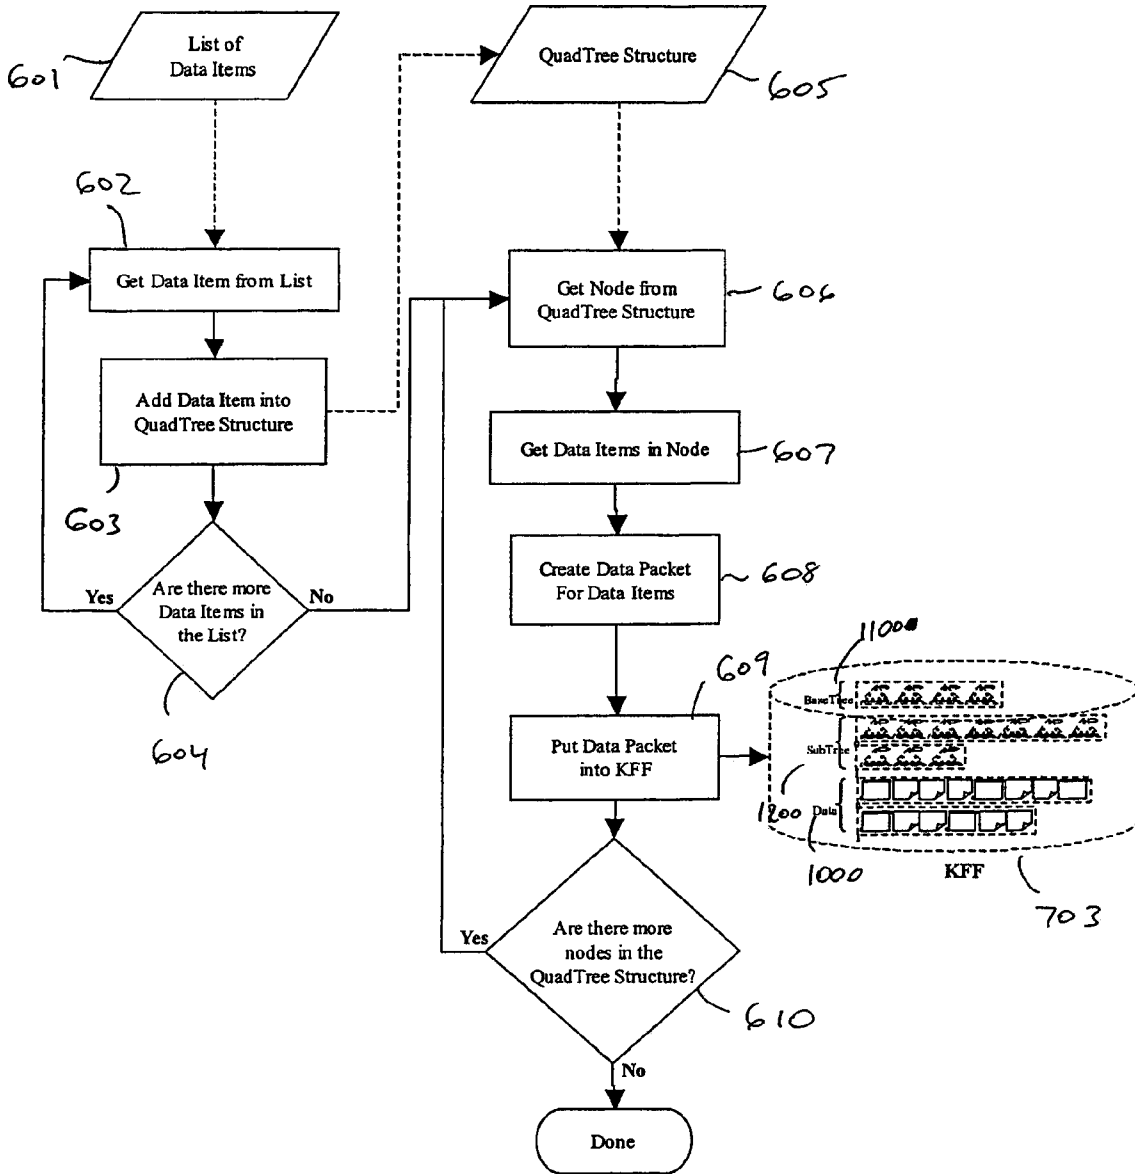 List of
Data Items
601
QuadTree Structure
605
602
Get Data Item from List
Get Node from
QuadTree Structure
606
Add Data Item into
QuadTree Structure
603
Get Data Items in Node
607
Are there more
Data Items in
the List?
Yes
No
604
Create Data Packet
For Data Items
608
609
Put Data Packet
into KFF
1100
BaseTree
SubTree
1200
Data
1000
KFF
703
Are there more
nodes in the
QuadTree Structure?
Yes
610
No
Done